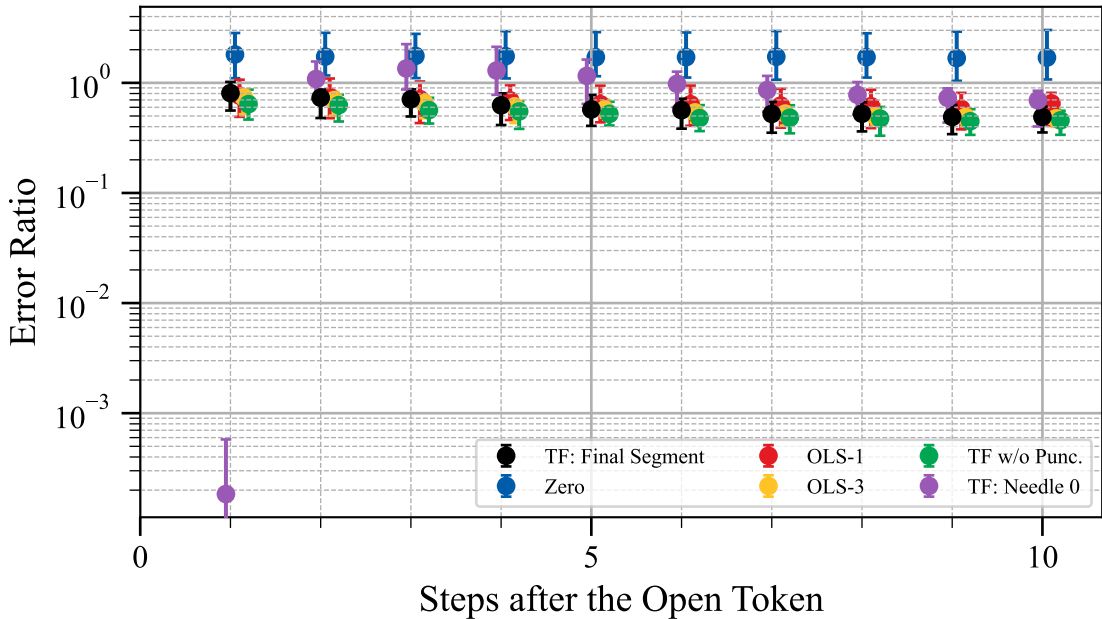 Error Ratio
10^0
10^-1
10^-2
10^-3
TF: Final Segment
Zero
OLS-1
OLS-3
TF w/o Punc.
TF: Needle 0
0
5
10
Steps after the Open Token